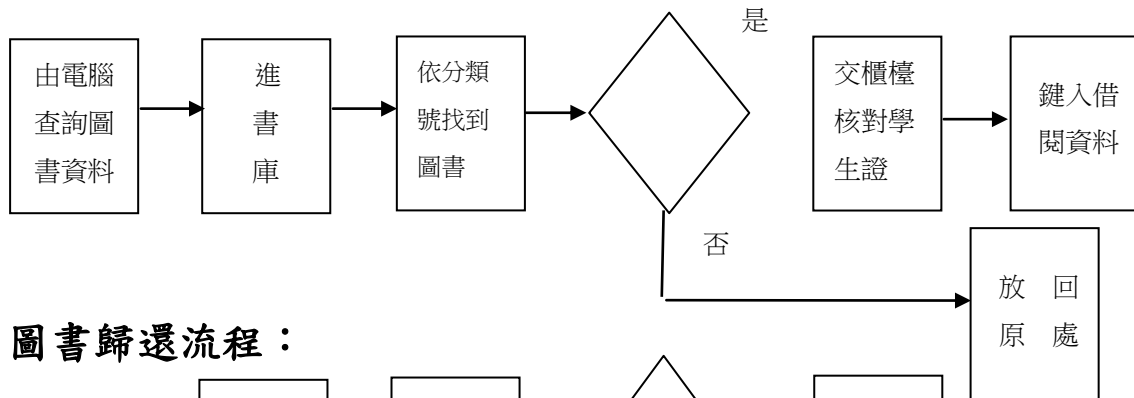 是
由電腦
查詢圖
書資料
進
書
庫
依分類
號找到
圖書
交櫃檯
核對學
生證
鍵入借
閱資料
否
放 回
原 處
圖書歸還流程：